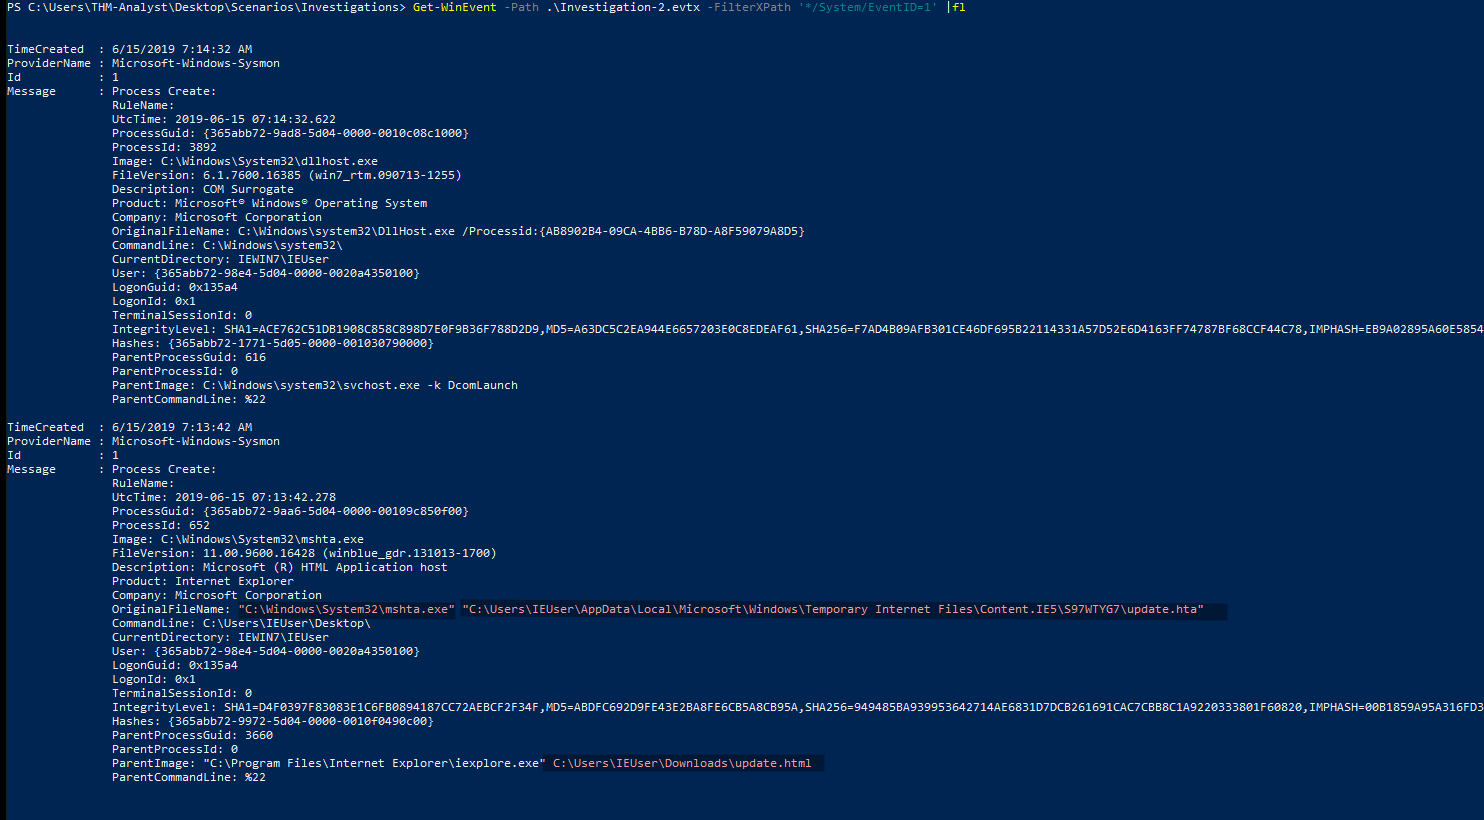 PS C:\Users\THM-Analyst\Desktop\Scenarios\Investigations> Get-WinEvent -Path .\Investigation-2.evtx -FilterXPath '*/System/EventID=1' |fl
TimeCreated  : 6/15/2019 7:14:32 AM
ProviderName : Microsoft-Windows-Sysmon
Id           : 1
Message      : Process Create:
RuleName:
UtcTime: 2019-06-15 07:14:32.622
ProcessGuid: {365abb72-9ad8-5d04-0000-0010c08c1000}
ProcessId: 3892
Image: C:\Windows\System32\dllhost.exe
FileVersion: 6.1.7600.16385 (win7_rtm.090713-1255)
Description: COM Surrogate
Product: Microsoft® Windows® Operating System
Company: Microsoft Corporation
OriginalFileName: C:\Windows\system32\DllHost.exe /Processid:{AB8902B4-09CA-4BB6-B78D-A8F59079A8D5}
CommandLine: C:\Windows\system32\
CurrentDirectory: IEWIN7\IEUser
User: {365abb72-98e4-5d04-0000-0020a4350100}
LogonGuid: 0x135a4
LogonId: 0x1
TerminalSessionId: 0
IntegrityLevel: SHA1=ACE762C51DB1908C858C898D7E0F9B36F788D2D9,MD5=A63DC5C2EA944E6657203E0C8EDEAF61,SHA256=F7AD4B09AFB301CE46DF695B22114331A57D52E6D4163FF74787BF68CCF44C78,IMPHASH=EB9A02895A60E5854
Hashes: {365abb72-1771-5d05-0000-001030790000}
ParentProcessGuid: 616
ParentProcessId: 0
ParentImage: C:\Windows\system32\svchost.exe -k DcomLaunch
ParentCommandLine: %22
TimeCreated  : 6/15/2019 7:13:42 AM
ProviderName : Microsoft-Windows-Sysmon
Id           : 1
Message      : Process Create:
RuleName:
UtcTime: 2019-06-15 07:13:42.278
ProcessGuid: {365abb72-9aa6-5d04-0000-00109c850f00}
ProcessId: 652
Image: C:\Windows\System32\mshta.exe
FileVersion: 11.00.9600.16428 (winblue_gdr.131013-1700)
Description: Microsoft (R) HTML Application host
Product: Internet Explorer
Company: Microsoft Corporation
OriginalFileName: "C:\Windows\System32\mshta.exe" "C:\Users\IEUser\AppData\Local\Microsoft\Windows\Temporary Internet Files\Content.IE5\S97WTYG7\update.hta"
CommandLine: C:\Users\IEUser\Desktop\
CurrentDirectory: IEWIN7\IEUser
User: {365abb72-98e4-5d04-0000-0020a4350100}
LogonGuid: 0x135a4
LogonId: 0x1
TerminalSessionId: 0
IntegrityLevel: SHA1=D4F0397F83083E1C6FB0894187CC72AEBCF2F34F,MD5=ABDFC692D9FE43E2BA8FE6CB5A8CB95A,SHA256=949485BA939953642714AE6831D7DCB261691CAC7CBB8C1A9220333801F60820,IMPHASH=00B1859A95A316FD3
Hashes: {365abb72-9972-5d04-0000-0010f0490c00}
ParentProcessGuid: 3660
ParentProcessId: 0
ParentImage: "C:\Program Files\Internet Explorer\iexplore.exe" C:\Users\IEUser\Downloads\update.html
ParentCommandLine: %22